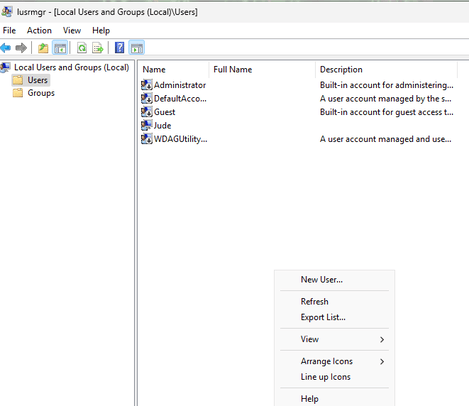 lusrmgr - [Local Users and Groups (Local)\Users]
File Action View Help
Local Users and Groups (Local)
Users
Groups
Name Full Name Description
Administrator Built-in account for administering...
DefaultAcco... A user account managed by the s...
Guest Built-in account for guest access t...
Jude
WDAGUtility... A user account managed and use...
New User...
Refresh
Export List...
View
Arrange Icons
Line up Icons
Help